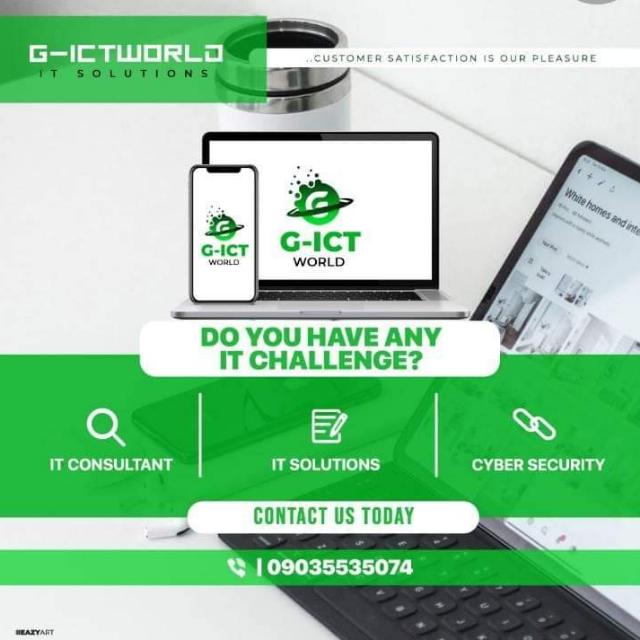 G-ICTWORLD
IT SOLUTIONS
..CUSTOMER SATISFACTION IS OUR PLEASURE
G-ICT
WORLD
G-ICT
WORLD
White homes and inte
DO YOU HAVE ANY
IT CHALLENGE?
IT CONSULTANT
IT SOLUTIONS
CYBER SECURITY
CONTACT US TODAY
| 09035535074
EAZYART